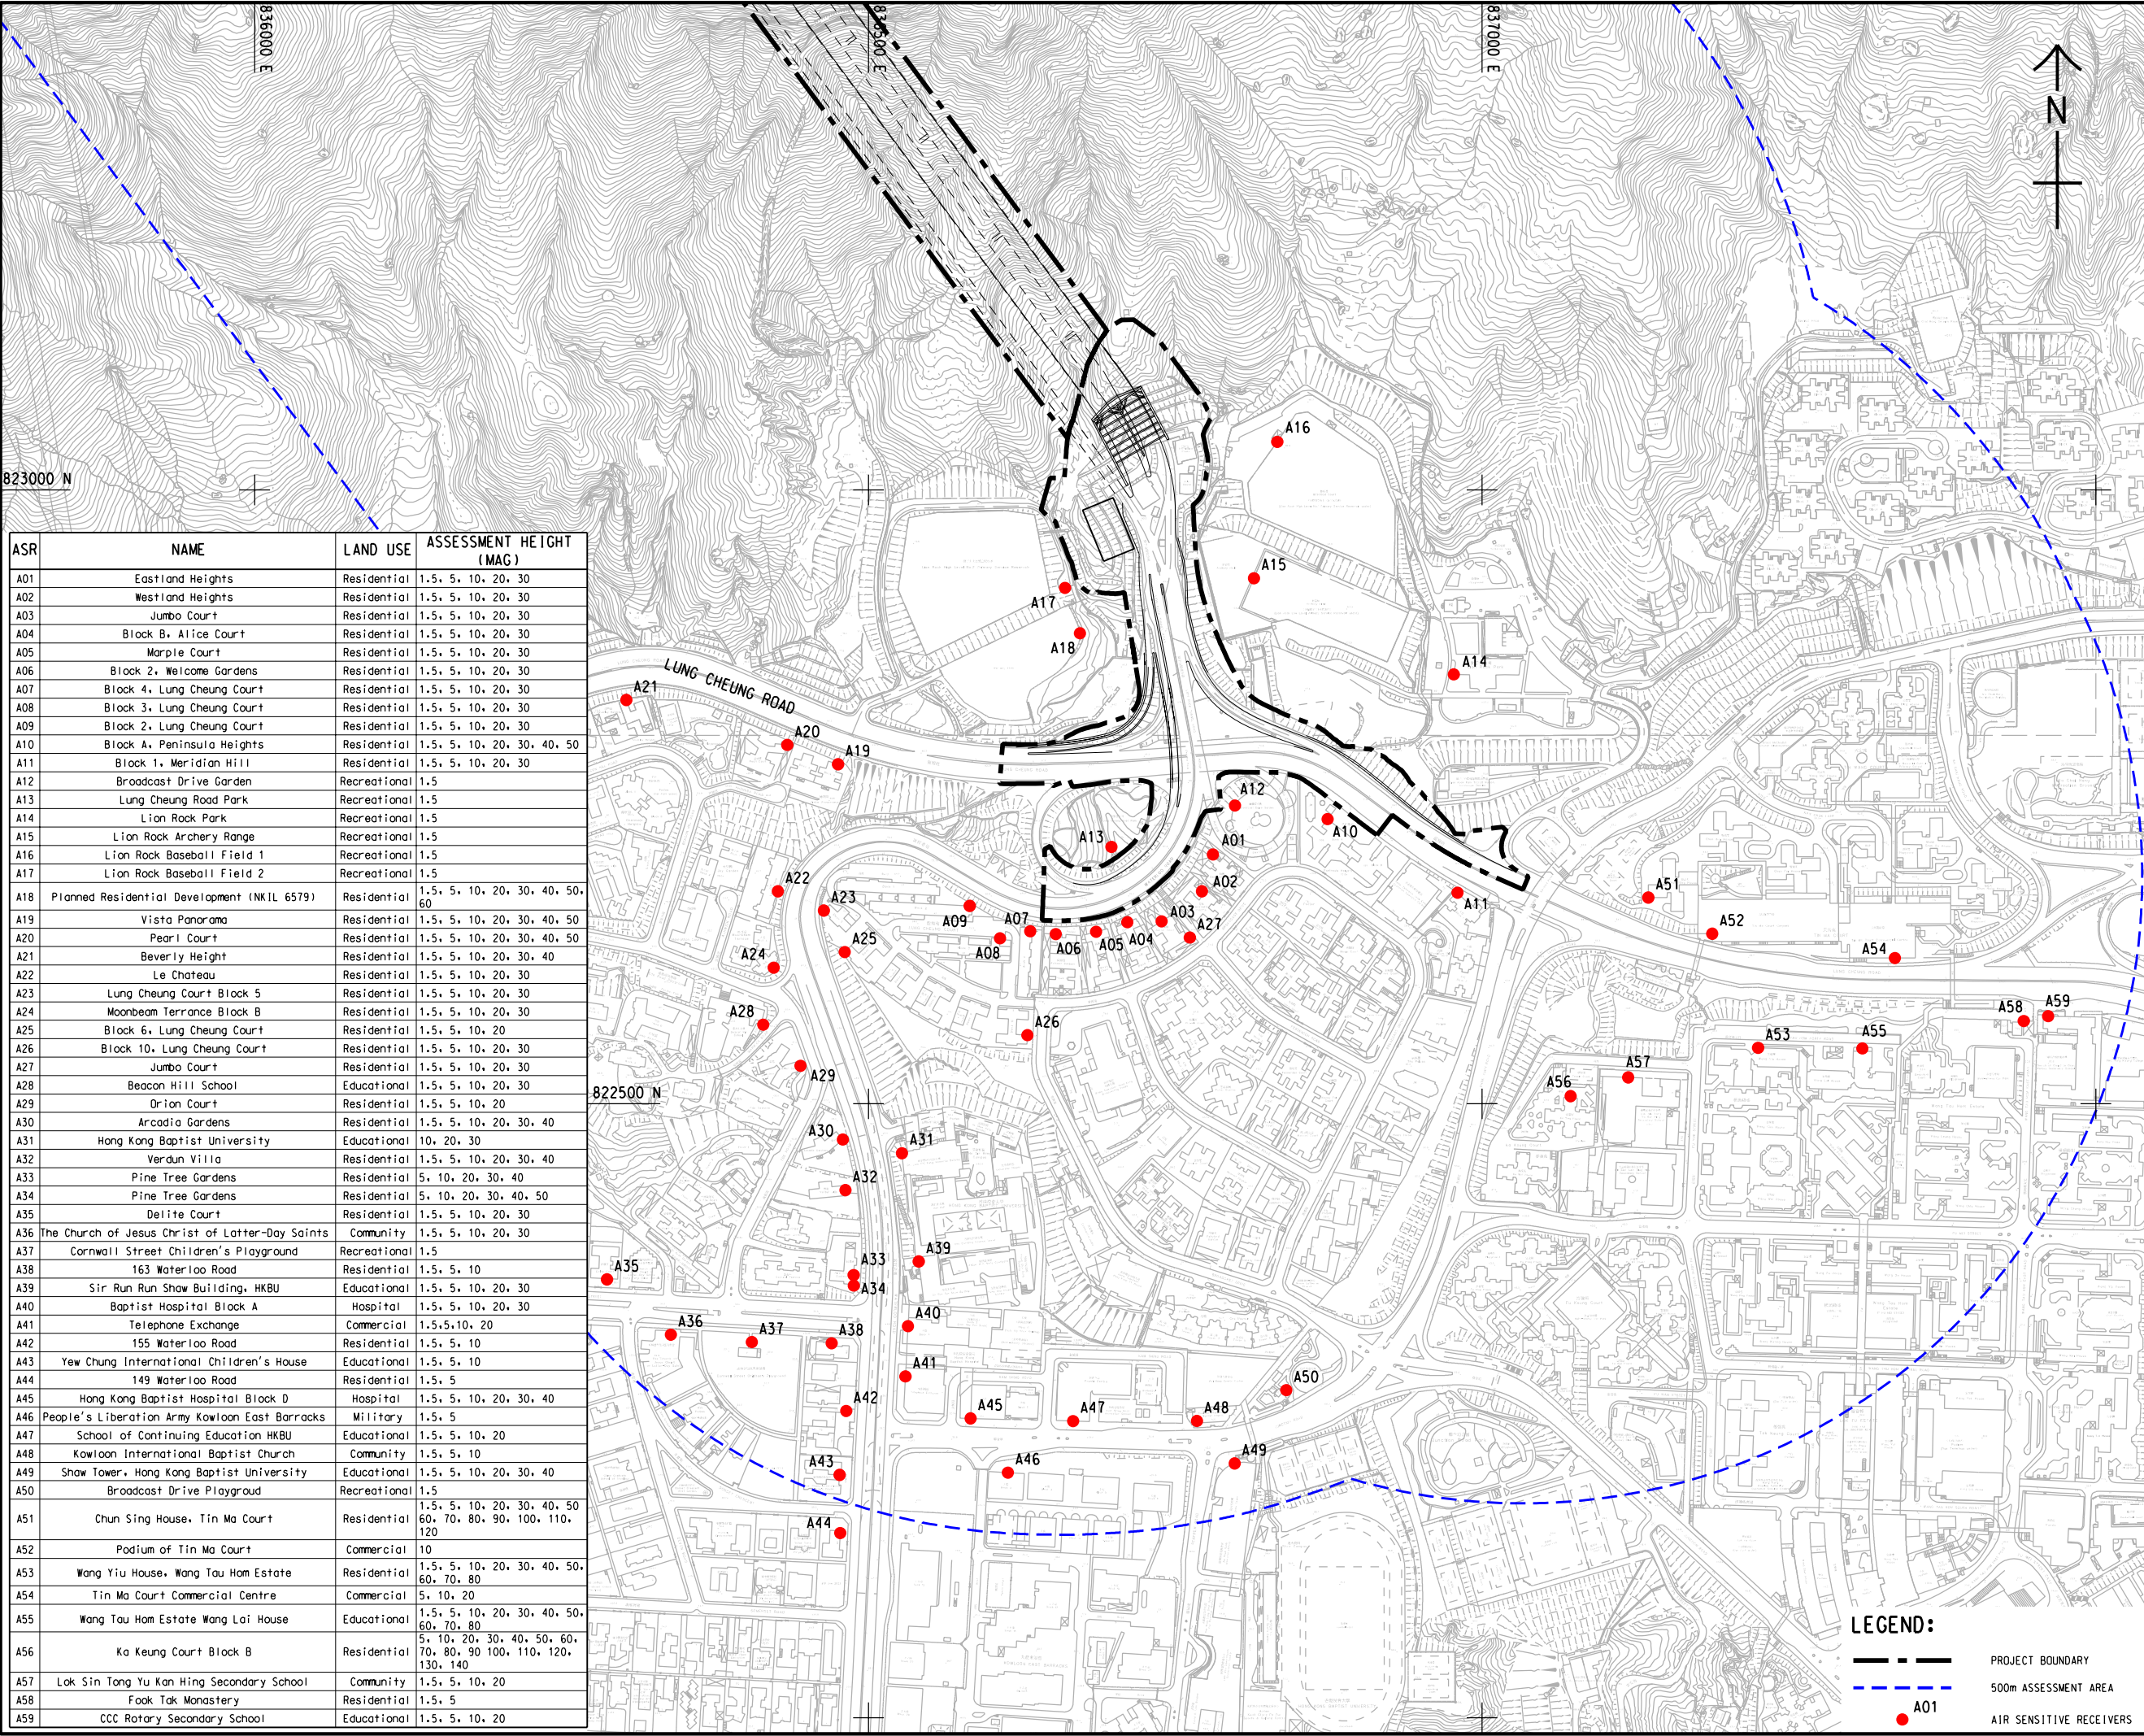 836000 E
836500 E
837000 E
N
823000 N
822500 N
LUNG CHEUNG ROAD
ASR NAME LAND USE ASSESSMENT HEIGHT (MAG)
A01 Eastland Heights Residential 1.5, 5, 10, 20, 30
A02 Westland Heights Residential 1.5, 5, 10, 20, 30
A03 Jumbo Court Residential 1.5, 5, 10, 20, 30
A04 Block B, Alice Court Residential 1.5, 5, 10, 20, 30
A05 Marple Court Residential 1.5, 5, 10, 20, 30
A06 Block 2, Welcome Gardens Residential 1.5, 5, 10, 20, 30
A07 Block 4, Lung Cheung Court Residential 1.5, 5, 10, 20, 30
A08 Block 3, Lung Cheung Court Residential 1.5, 5, 10, 20, 30
A09 Block 2, Lung Cheung Court Residential 1.5, 5, 10, 20, 30
A10 Block A, Peninsula Heights Residential 1.5, 5, 10, 20, 30, 40, 50
A11 Block 1, Meridian Hill Residential 1.5, 5, 10, 20, 30
A12 Broadcast Drive Garden Recreational 1.5
A13 Lung Cheung Road Park Recreational 1.5
A14 Lion Rock Park Recreational 1.5
A15 Lion Rock Archery Range Recreational 1.5
A16 Lion Rock Baseball Field 1 Recreational 1.5
A17 Lion Rock Baseball Field 2 Recreational 1.5
A18 Planned Residential Development (NKIL 6579) Residential 1.5, 5, 10, 20, 30, 40, 50,
60
A19 Vista Panorama Residential 1.5, 5, 10, 20, 30, 40, 50
A20 Pearl Court Residential 1.5, 5, 10, 20, 30, 40, 50
A21 Beverly Height Residential 1.5, 5, 10, 20, 30, 40
A22 Le Chateau Residential 1.5, 5, 10, 20, 30
A23 Lung Cheung Court Block 5 Residential 1.5, 5, 10, 20, 30
A24 Moonbeam Terrance Block B Residential 1.5, 5, 10, 20, 30
A25 Block 6, Lung Cheung Court Residential 1.5, 5, 10, 20
A26 Block 10, Lung Cheung Court Residential 1.5, 5, 10, 20, 30
A27 Jumbo Court Residential 1.5, 5, 10, 20, 30
A28 Beacon Hill School Educational 1.5, 5, 10, 20, 30
A29 Orion Court Residential 1.5, 5, 10, 20
A30 Arcadia Gardens Residential 1.5, 5, 10, 20, 30, 40
A31 Hong Kong Baptist University Educational 10, 20, 30
A32 Verdun Villa Residential 1.5, 5, 10, 20, 30, 40
A33 Pine Tree Gardens Residential 5, 10, 20, 30, 40
A34 Pine Tree Gardens Residential 5, 10, 20, 30, 40, 50
A35 Delite Court Residential 1.5, 5, 10, 20, 30
A36 The Church of Jesus Christ of Latter-Day Saints Community 1.5, 5, 10, 20, 30
A37 Cornwall Street Children's Playground Recreational 1.5
A38 163 Waterloo Road Residential 1.5, 5, 10
A39 Sir Run Run Shaw Building, HKBU Educational 1.5, 5, 10, 20, 30
A40 Baptist Hospital Block A Hospital 1.5, 5, 10, 20, 30
A41 Telephone Exchange Commercial 1.5,5,10, 20
A42 155 Waterloo Road Residential 1.5, 5, 10
A43 Yew Chung International Children's House Educational 1.5, 5, 10
A44 149 Waterloo Road Residential 1.5, 5
A45 Hong Kong Baptist Hospital Block D Hospital 1.5, 5, 10, 20, 30, 40
A46 People's Liberation Army Kowloon East Barracks Military 1.5, 5
A47 School of Continuing Education HKBU Educational 1.5, 5, 10, 20
A48 Kowloon International Baptist Church Community 1.5, 5, 10
A49 Shaw Tower, Hong Kong Baptist University Educational 1.5, 5, 10, 20, 30, 40
A50 Broadcast Drive Playgroud Recreational 1.5
A51 Chun Sing House, Tin Ma Court Residential 1.5, 5, 10, 20, 30, 40, 50
60, 70, 80, 90, 100, 110,
120
A52 Podium of Tin Ma Court Commercial 10
A53 Wang Yiu House, Wang Tau Hom Estate Residential 1.5, 5, 10, 20, 30, 40, 50,
60, 70, 80
A54 Tin Ma Court Commercial Centre Commercial 5, 10, 20
A55 Wang Tau Hom Estate Wang Lai House Educational 1.5, 5, 10, 20, 30, 40, 50,
60, 70, 80
A56 Ka Keung Court Block B Residential 5, 10, 20, 30, 40, 50, 60,
70, 80, 90 100, 110, 120,
130, 140
A57 Lok Sin Tong Yu Kan Hing Secondary School Community 1.5, 5, 10, 20
A58 Fook Tak Monastery Residential 1.5, 5
A59 CCC Rotary Secondary School Educational 1.5, 5, 10, 20
A16
A15
A17
A18
A14
A21
A20
A19
A12
A10
A13
A01
A22
A02
A11
A51
A23
A09
A07
A03
A27
A52
A06
A05
A04
A08
A25
A24
A54
A28
A26
A58
A59
A53
A55
A29
A57
A56
A30
A31
A32
A39
A33
A34
A35
A36
A37
A38
A40
A41
A50
A42
A45
A47
A48
A43
A46
A49
A44
LEGEND:
PROJECT BOUNDARY
500m ASSESSMENT AREA
A01
AIR SENSITIVE RECEIVERS